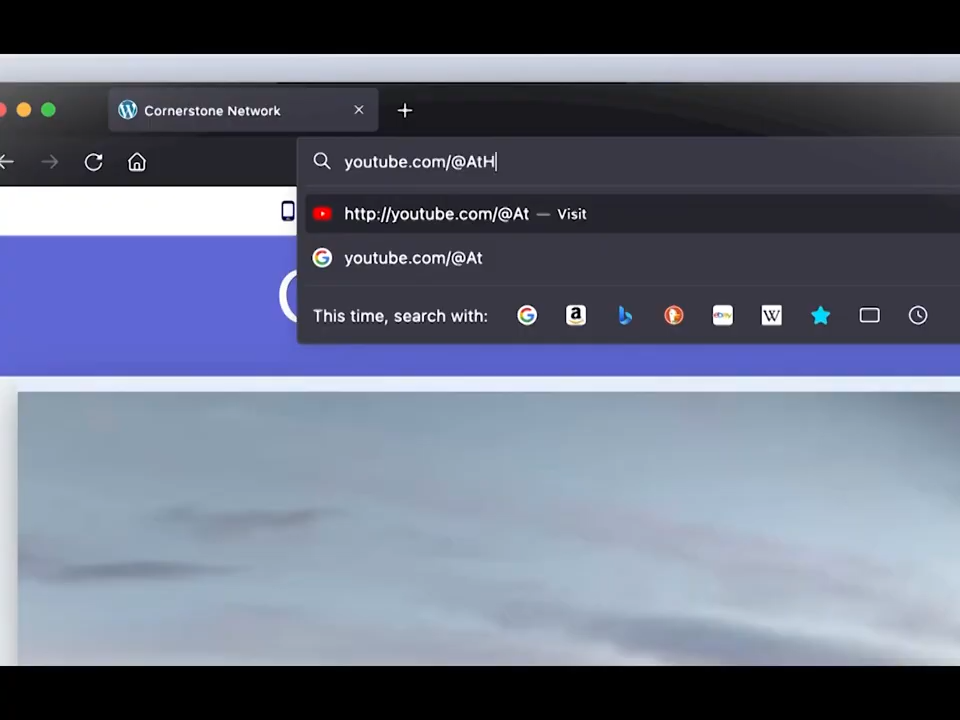 Cornerstone Network
youtube.com/@AtH
http://youtube.com/@At — Visit
youtube.com/@At
This time, search with: